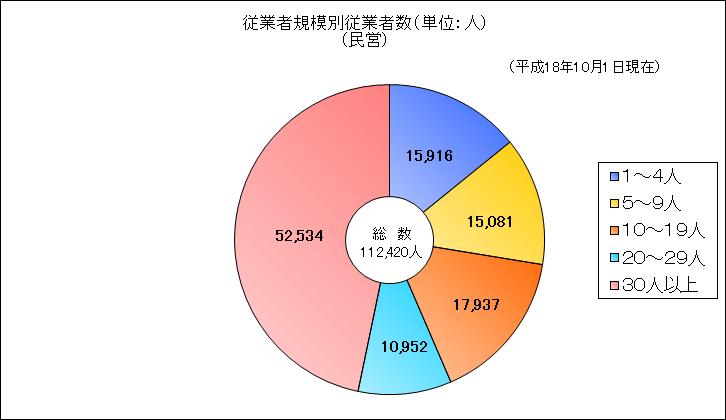 従業者規模別従業者数(単位:人)
(民営)
(平成18年10月1日現在)
15,916
15,081
17,937
10,952
52,534
総 数
112,420人
1～4人
5～9人
10～19人
20～29人
30人以上